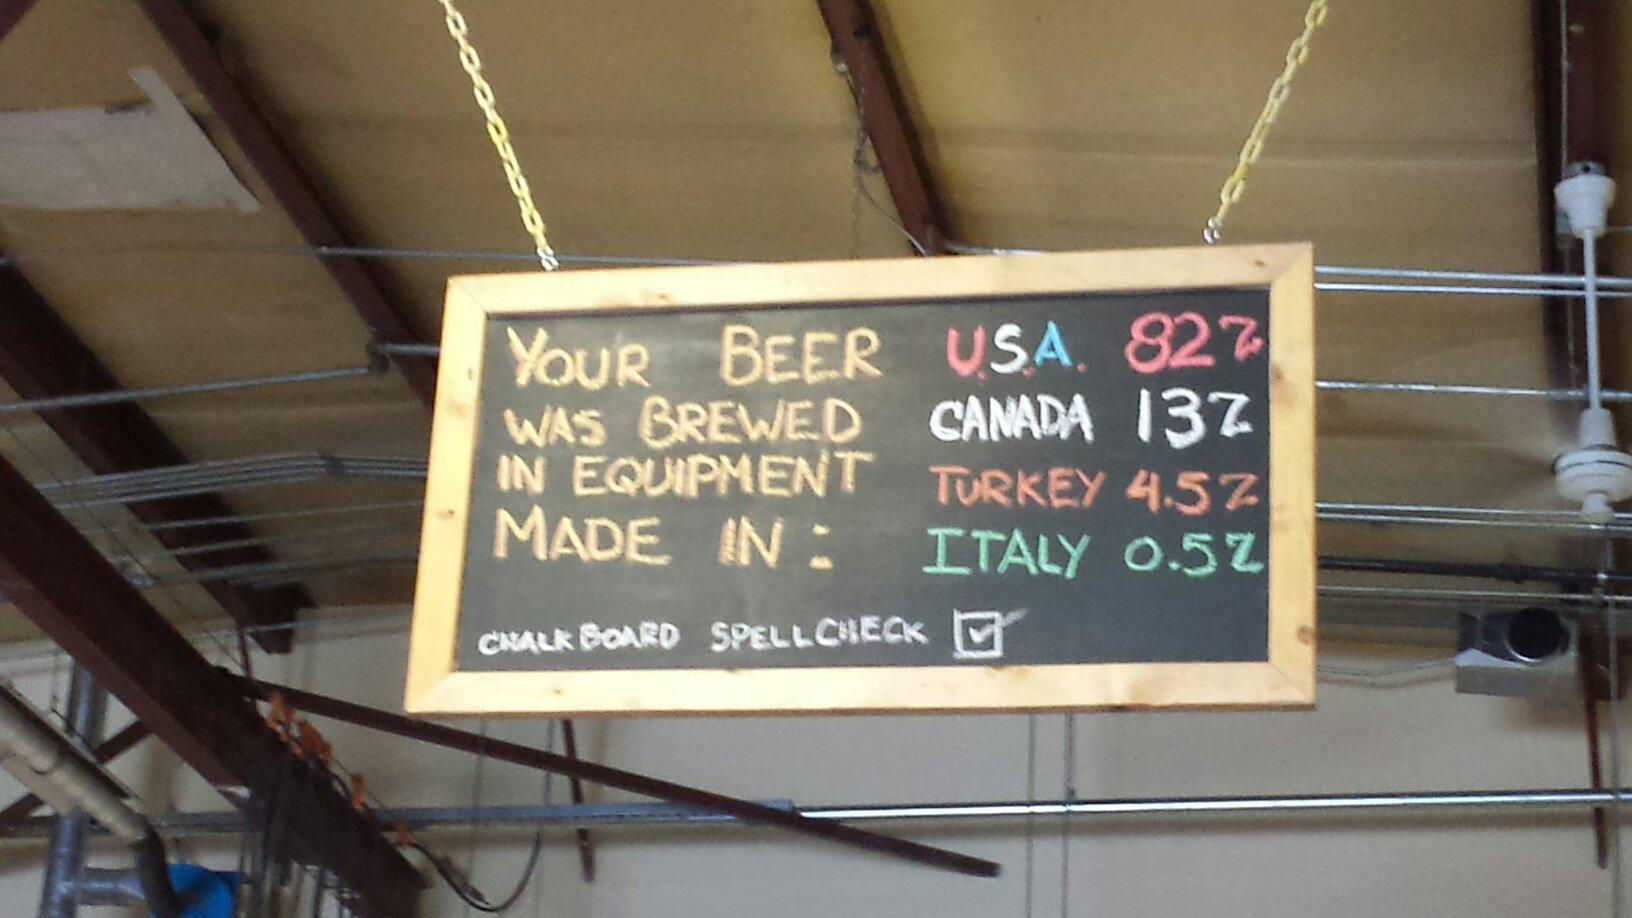 YOUR BEER
WAS BREWED
IN EQUIPMENT
MADE IN:
U.S.A. 82%
CANADA 13%
TURKEY 4.5%
ITALY 0.5%
CHALKBOARD SPELLCHECK ☑